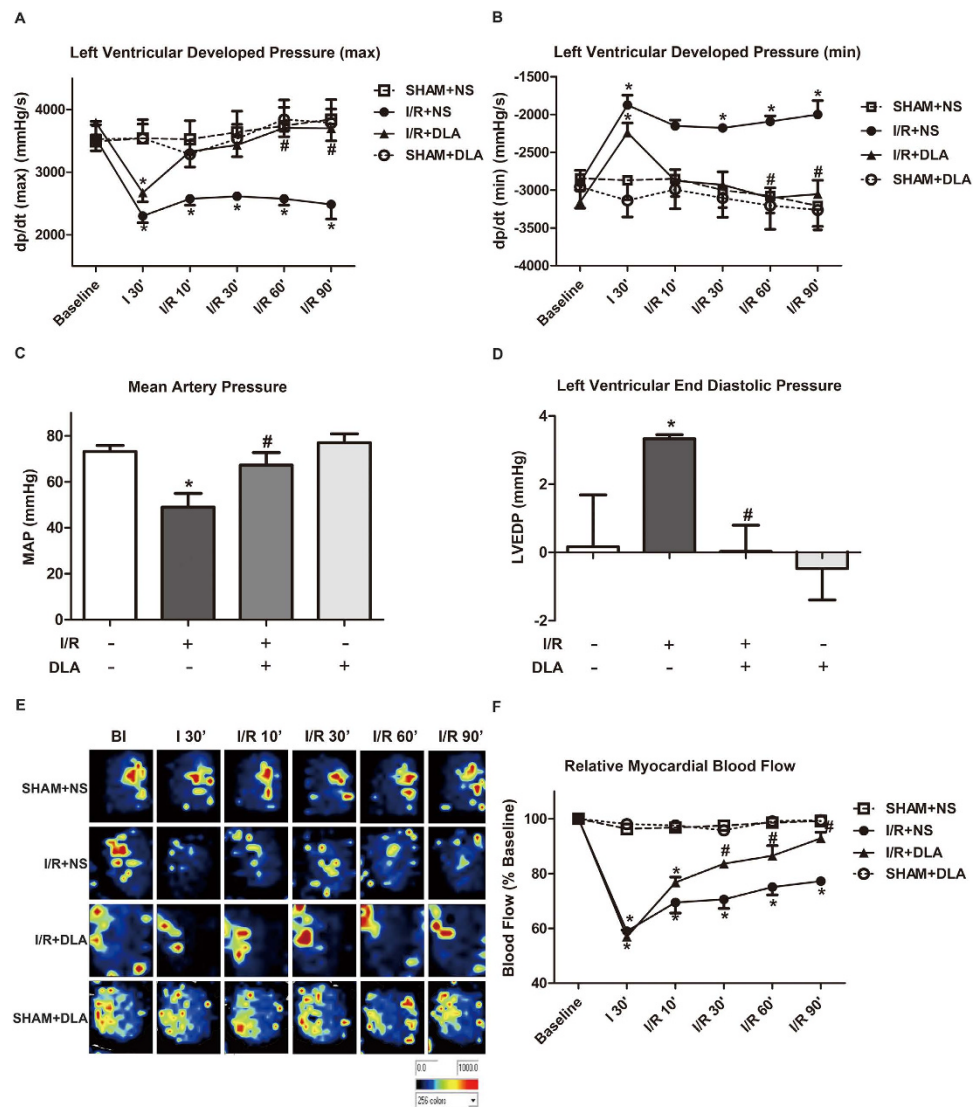 A
Left Ventricular Developed Pressure (max)
dp/dt (max) (mmHg/s)
4000
3000
2000
* * * * * * # #
Baseline
I 30'
I/R 10'
I/R 30'
I/R 60'
I/R 90'
SHAM+NS
I/R+NS
I/R+DLA
SHAM+DLA
B
Left Ventricular Developed Pressure (min)
dp/dt (min) (mmHg/s)
-1500
-2000
-2500
-3000
-3500
-4000
* * * * * # #
Baseline
I 30'
I/R 10'
I/R 30'
I/R 60'
I/R 90'
SHAM+NS
I/R+NS
I/R+DLA
SHAM+DLA
C
Mean Artery Pressure
MAP (mmHg)
80
60
40
20
0
* #
I/R - + + -
DLA - - + +
D
Left Ventricular End Diastolic Pressure
LVEDP (mmHg)
4
2
0
-2
* #
I/R - + + -
DLA - - + +
E
BI I 30' I/R 10' I/R 30' I/R 60' I/R 90'
SHAM+NS
I/R+NS
I/R+DLA
SHAM+DLA
0.0 1000.0
256 colors
F
Relative Myocardial Blood Flow
Blood Flow (% Baseline)
100
80
60
40
* * * * * * * # # #
Baseline
I 30'
I/R 10'
I/R 30'
I/R 60'
I/R 90'
SHAM+NS
I/R+NS
I/R+DLA
SHAM+DLA